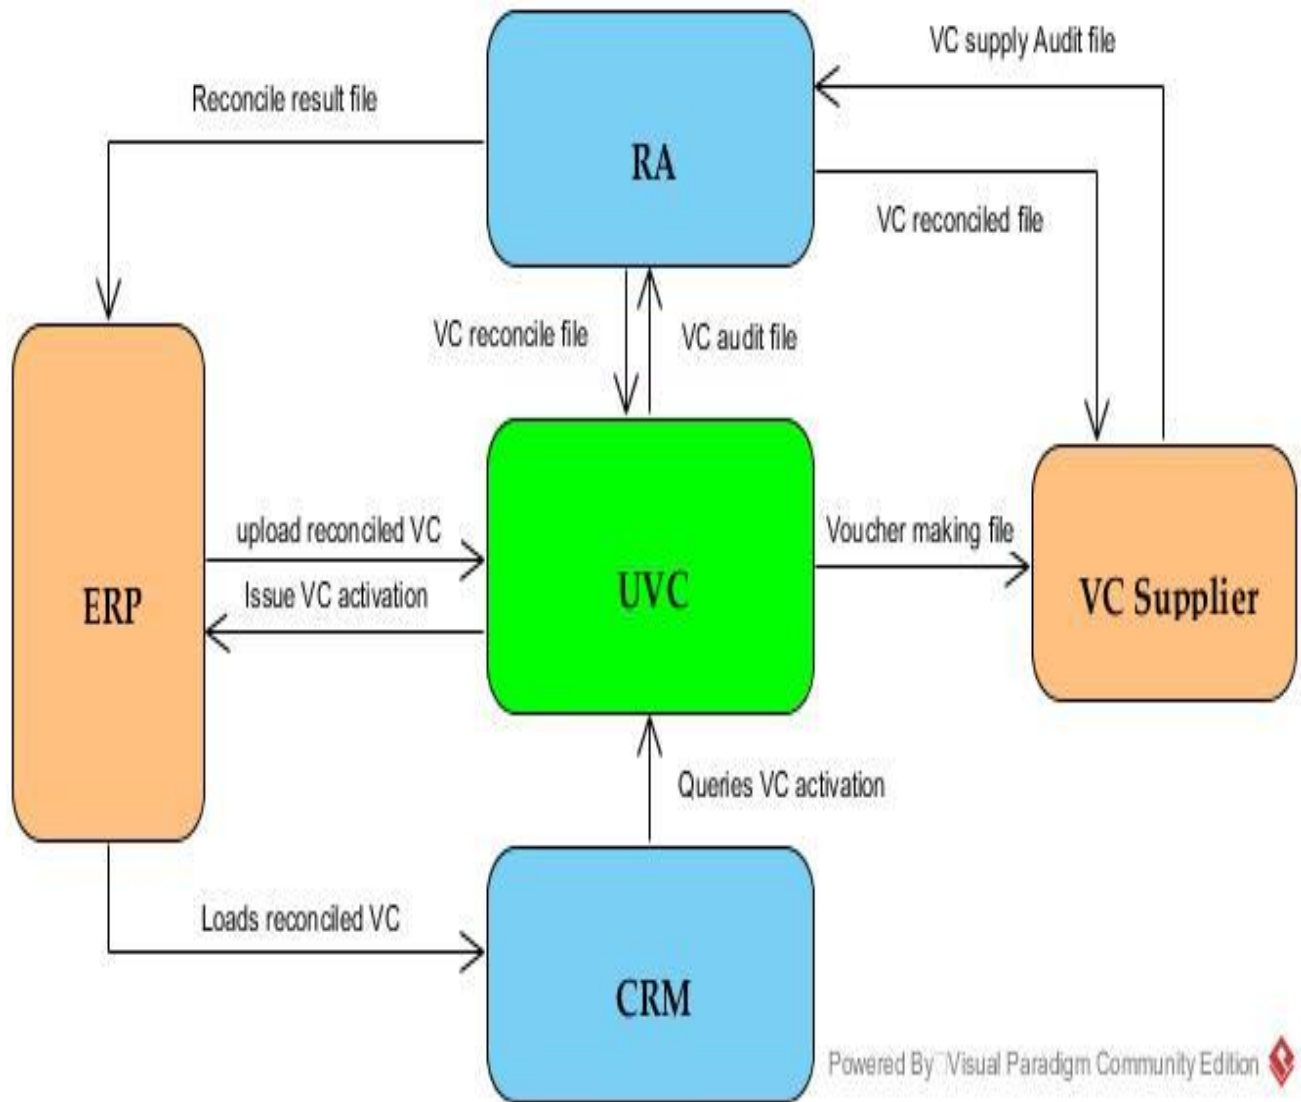 VC supply Audit file
Reconcile result file
RA
VC reconciled file
VC reconcile file
VC audit file
upload reconciled VC
Voucher making file
Issue VC activation
ERP
UVC
VC Supplier
Queries VC activation
Loads reconciled VC
CRM
Powered By Visual Paradigm Community Edition